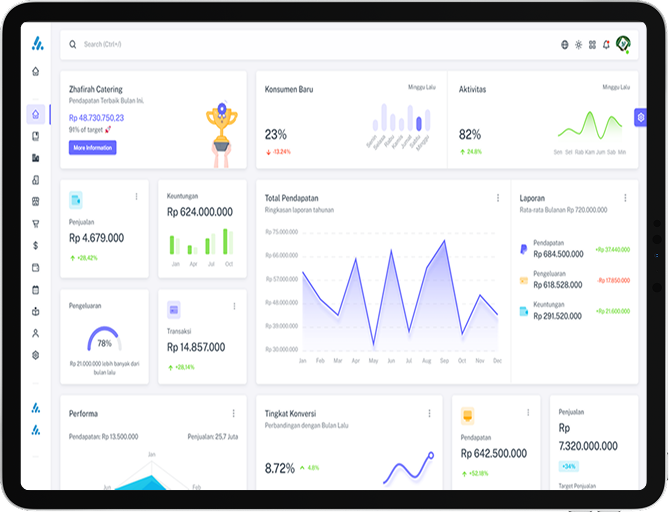 Search (Ctrl+/)
Zhafirah Catering
Pendapatan Terbaik Bulan Ini.
Rp 48.730.750,23
91% of target
More Information
Konsumen Baru
Minggu Lalu
23%
-13.24%
Senin
Selasa
Rabu
Kamis
Jumat
Sabtu
Minggu
Aktivitas
Minggu Lalu
82%
24.8%
Sen Sel Rab Kam Jum Sab Min
Penjualan
Rp 4.679.000
+28.42%
Keuntungan
Rp 624.000.000
Jan Apr Jul Oct
Total Pendapatan
Ringkasan laporan tahunan
Rp 75.000.000
Rp 66.000.000
Rp 57.000.000
Rp 48.000.000
Rp 39.000.000
Rp 30.000.000
Jan Feb Mar Apr May Jun Jul Aug Sep Oct Nov Dec
Laporan
Rata-rata Bulanan Rp 720.000.000
Pendapatan
Rp 684.500.000
+Rp 37.440.000
Pengeluaran
Rp 618.528.000
-Rp 17.850.000
Keuntungan
Rp 291.520.000
+Rp 21.600.000
Pengeluaran
78%
Rp 21.000.000 lebih banyak dari
bulan lalu
Transaksi
Rp 14.857.000
+28,14%
Performa
Pendapatan: Rp 13.500.000
Penjualan: 25,7 Juta
Jan
Jun
Feb
Tingkat Konversi
Perbandingan dengan Bulan Lalu
8.72%
4.8%
Pendapatan
Rp 642.500.000
+52.18%
Penjualan
Rp
7.320.000.000
+34%
Target Penjualan